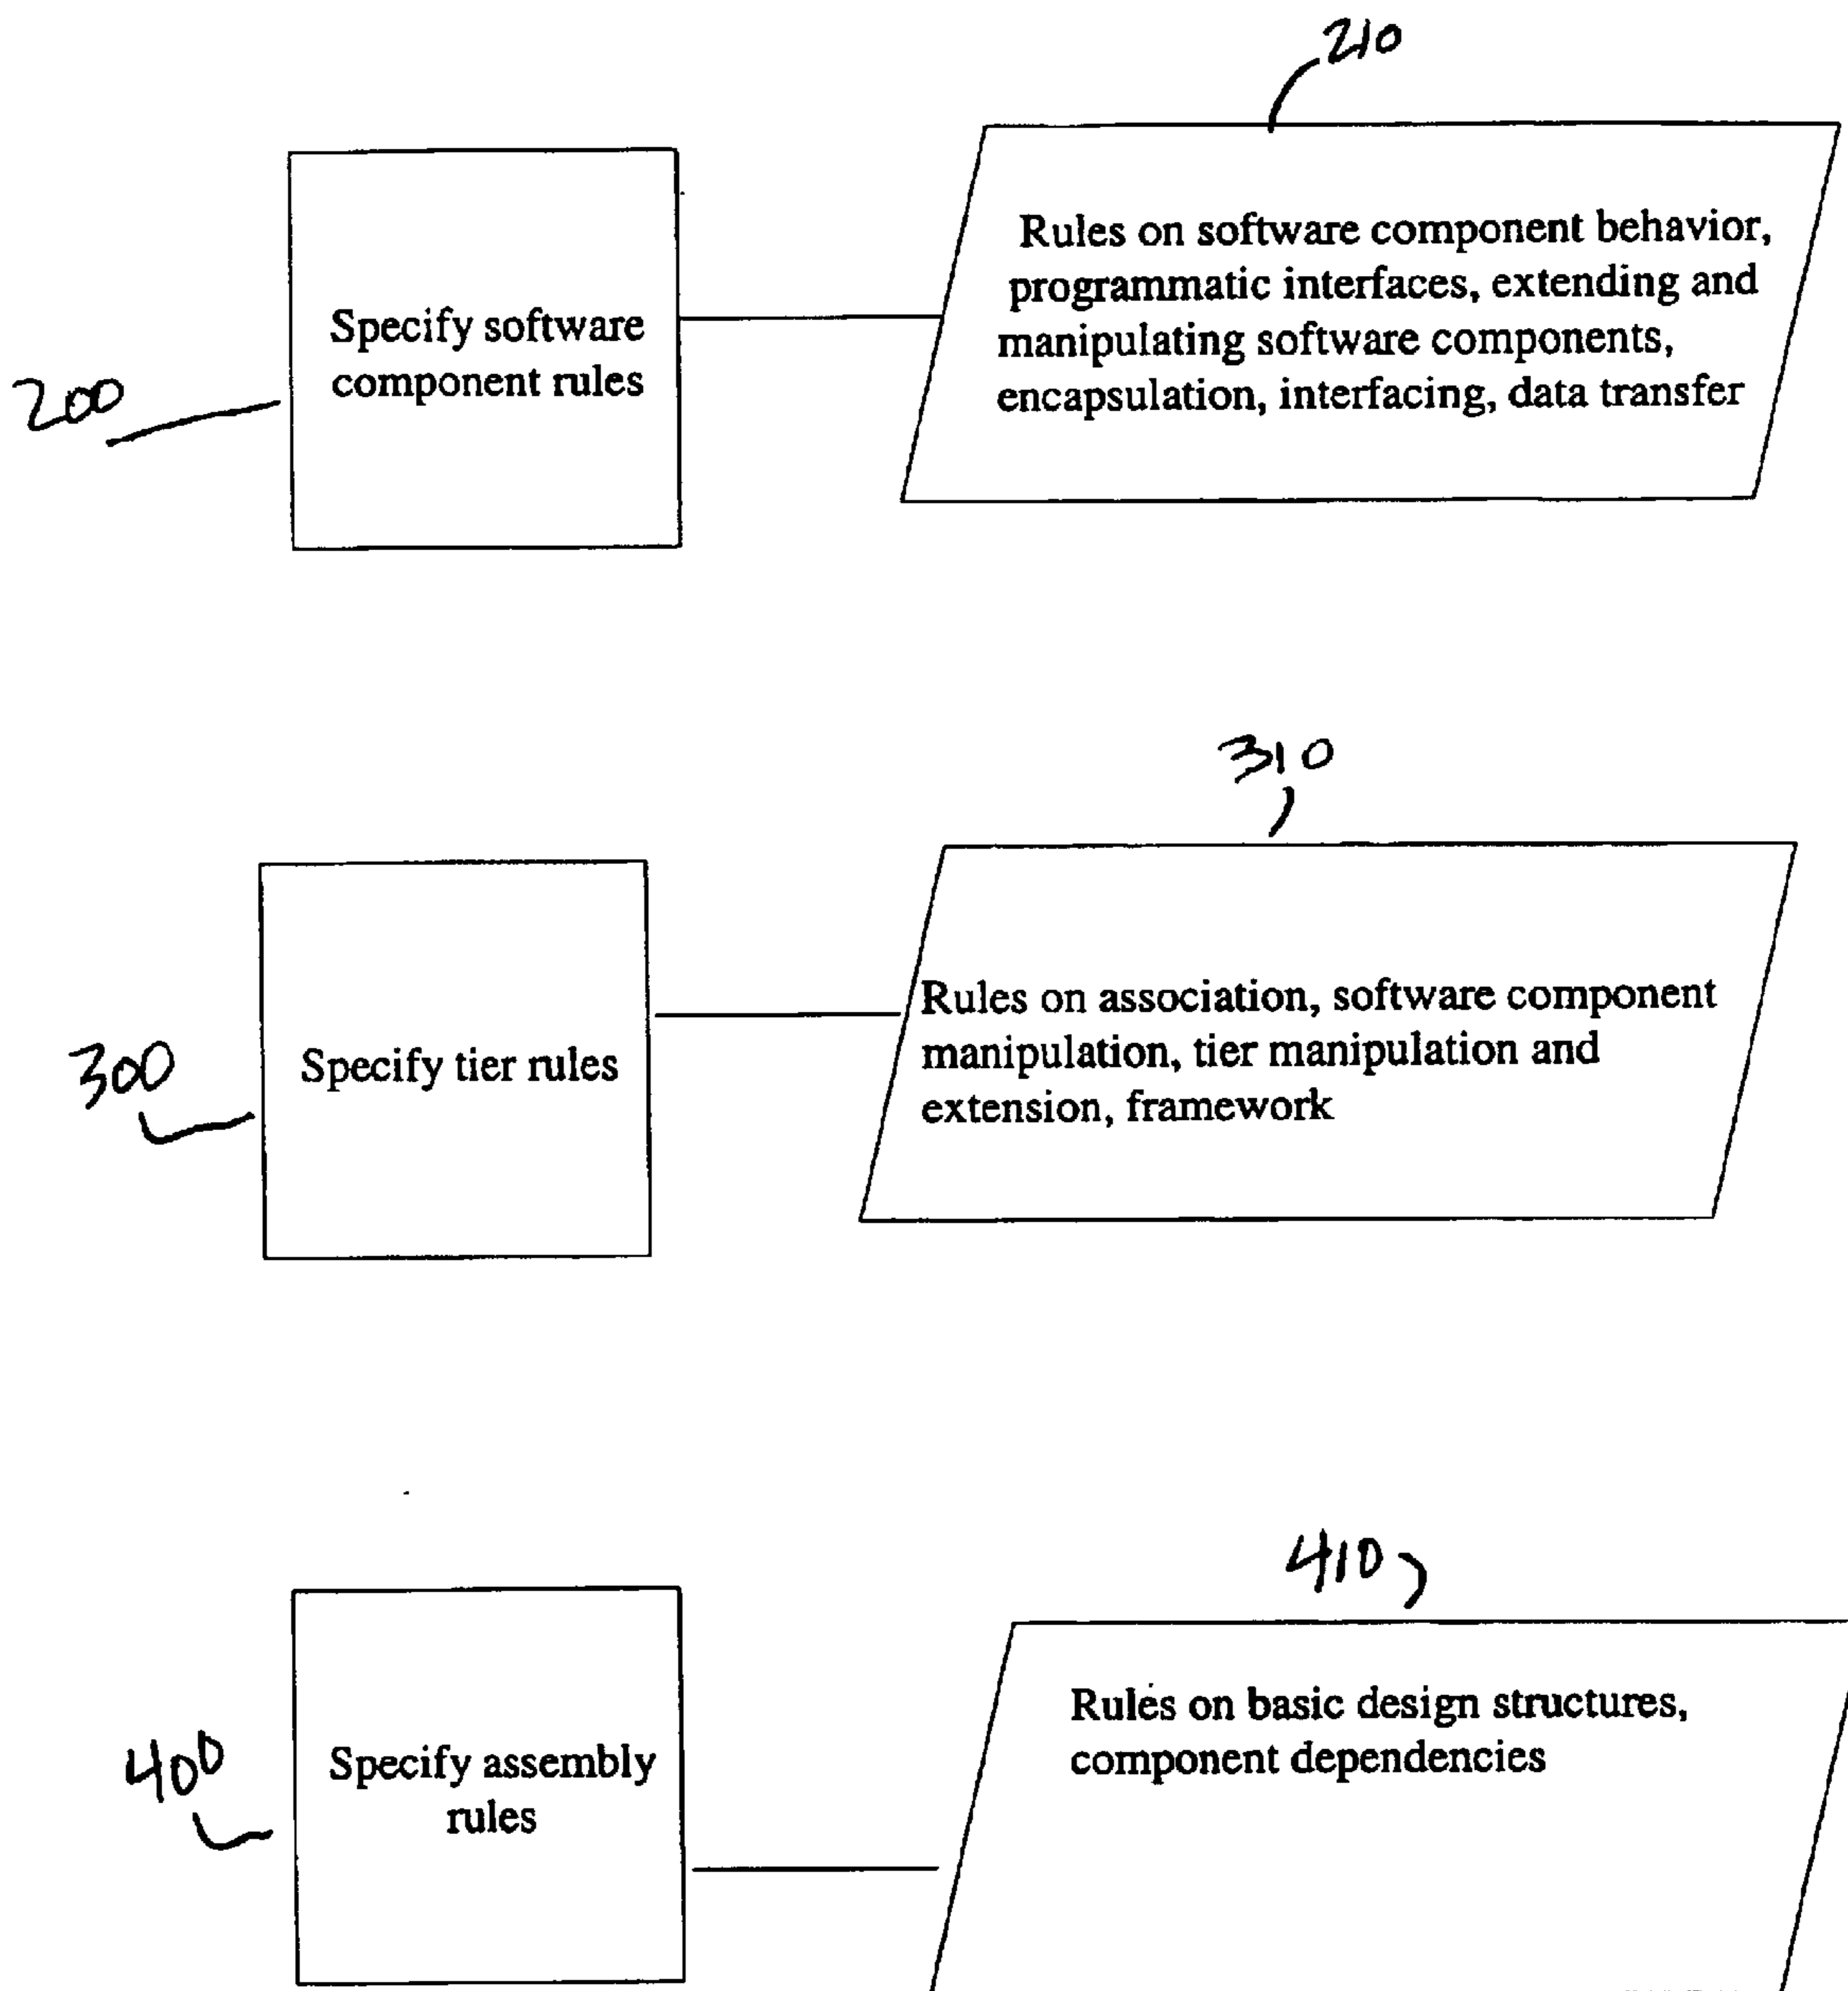 210
Specify software
component rules
200
Rules on software component behavior,
programmatic interfaces, extending and
manipulating software components,
encapsulation, interfacing, data transfer
310
Specify tier rules
300
Rules on association, software component
manipulation, tier manipulation and
extension, framework
410
Specify assembly
rules
400
Rules on basic design structures,
component dependencies